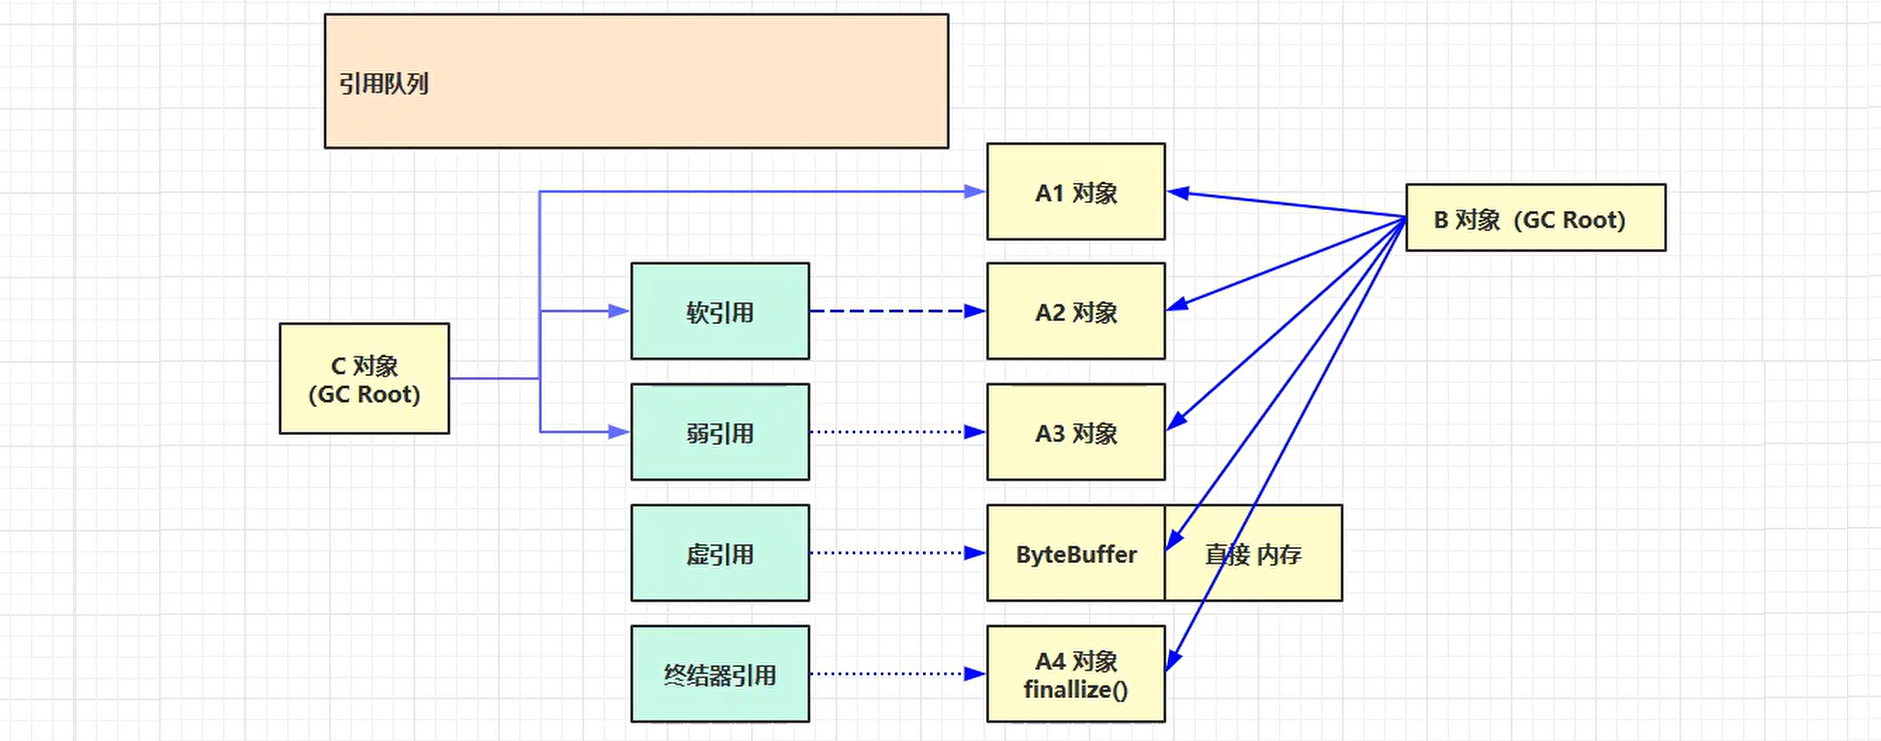 引用队列
A1 对象
B 对象（GC Root）
软引用
A2 对象
C 对象
(GC Root)
弱引用
A3 对象
虚引用
ByteBuffer
直接 内存
终结器引用
A4 对象
finallize()